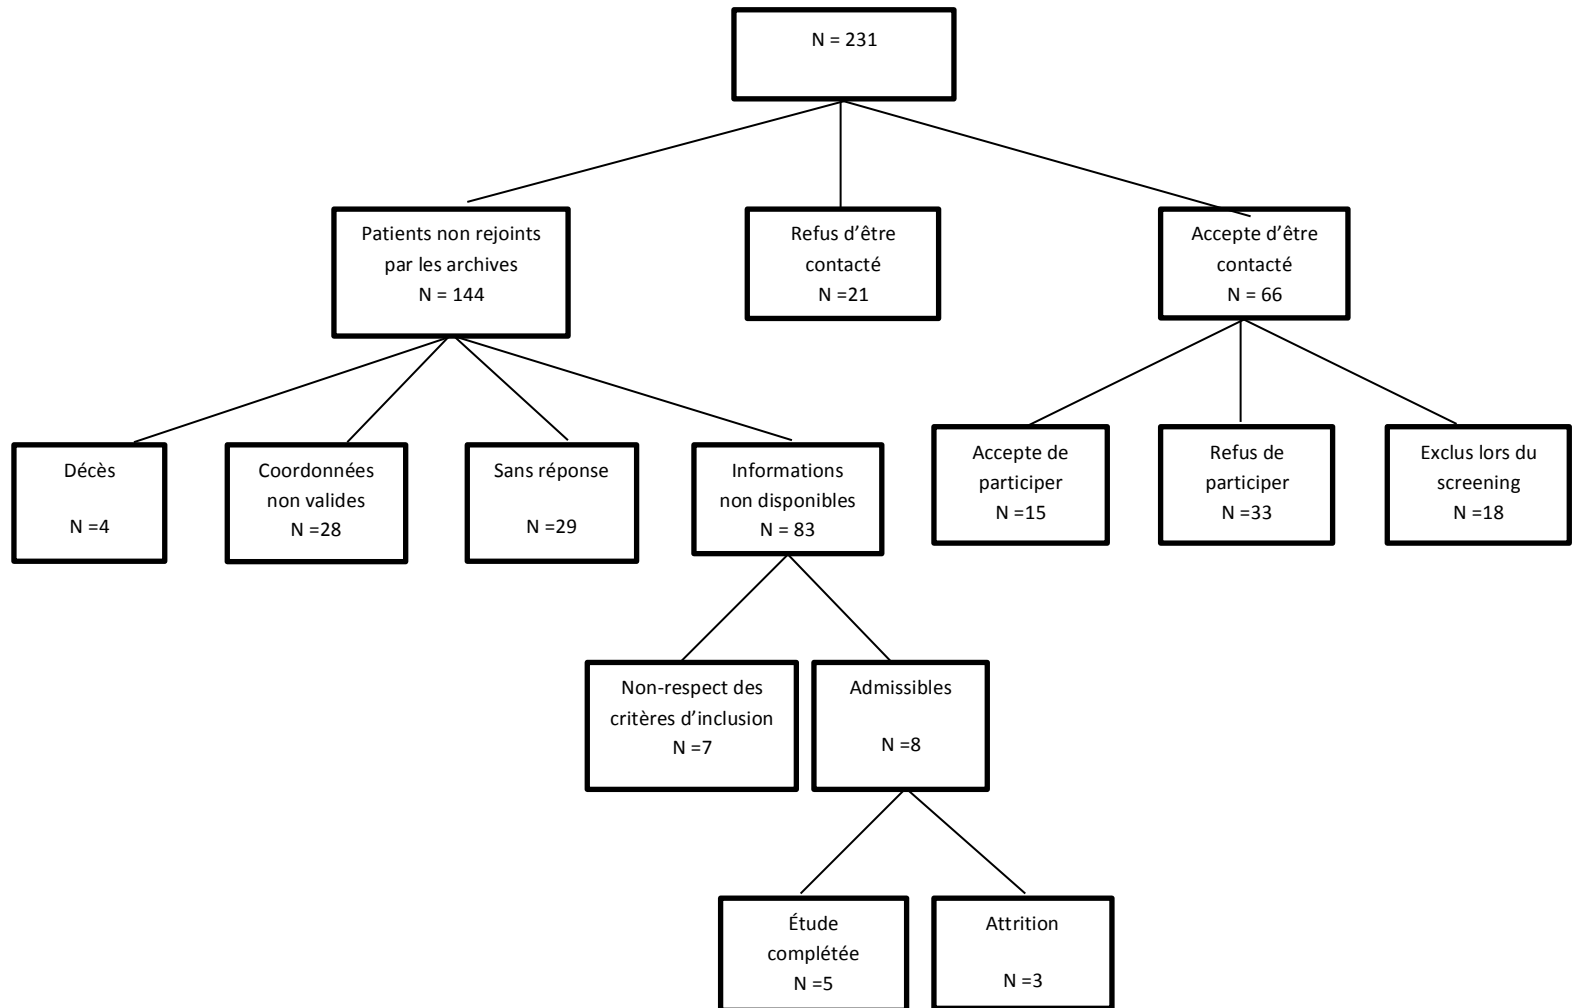 N = 231
Patients non rejoints
par les archives
N = 144
Refus d’être
contacté
N =21
Accepte d’être
contacté
N = 66
Décès
N =4
Coordonnées
non valides
N =28
Sans réponse
N =29
Informations
non disponibles
N = 83
Accepte de
participer
N =15
Refus de
participer
N =33
Exclus lors du
screening
N =18
Non-respect des
critères d’inclusion
N =7
Admissibles
N =8
Étude
complétée
N =5
Attrition
N =3